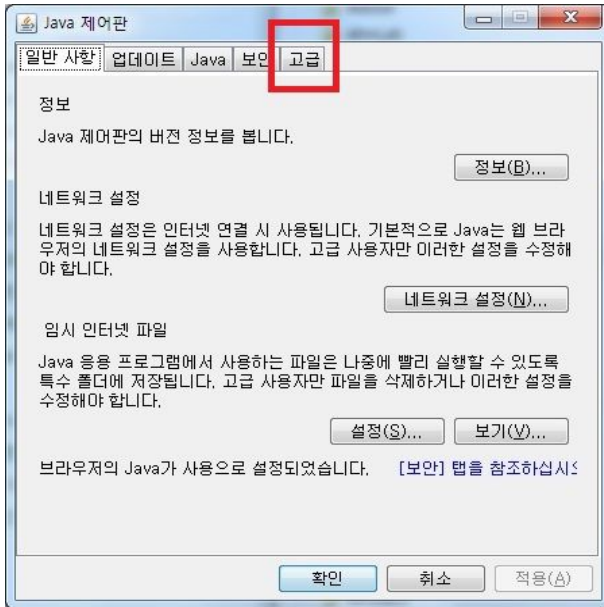 Java 제어판
일반 사항 업데이트 Java 보안 고급
정보
Java 제어판의 버전 정보를 봅니다.
정보(B)...
네트워크 설정
네트워크 설정은 인터넷 연결 시 사용됩니다. 기본적으로 Java는 웹 브라
우저의 네트워크 설정을 사용합니다. 고급 사용자만 이러한 설정을 수정해
야 합니다.
네트워크 설정(N)...
임시 인터넷 파일
Java 응용 프로그램에서 사용하는 파일은 나중에 빨리 실행할 수 있도록
특수 폴더에 저장됩니다. 고급 사용자만 파일을 삭제하거나 이러한 설정을
수정해야 합니다.
설정(S)... 보기(V)...
브라우저의 Java가 사용으로 설정되었습니다. [보안] 탭을 참조하십시
확인 취소 적용(A)